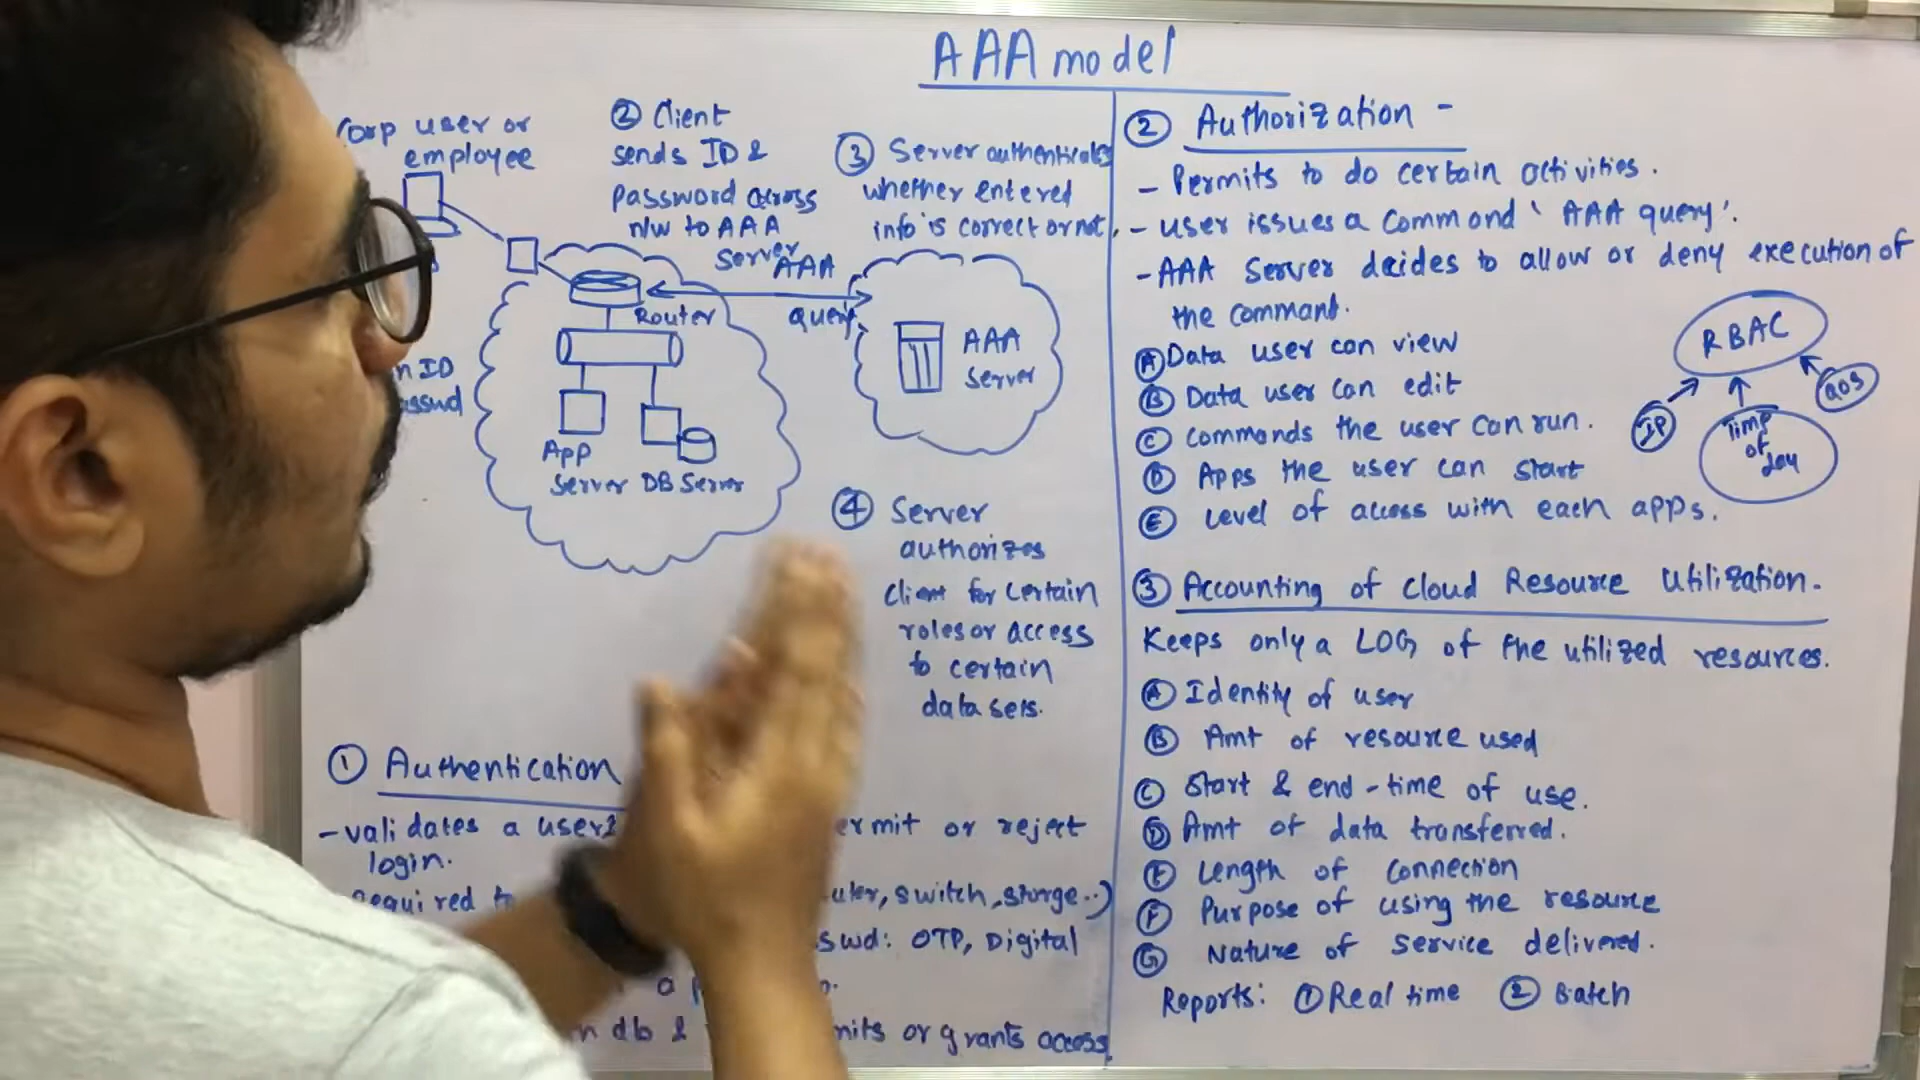 AAA model
Corp user or
employee
② Client
sends ID &
password across
n/w to AAA
Server
③ Server authenticates
whether entered
info is correct or not.
AAA
Query
Router
AAA
Server
ID
App
Server DB Server
④ Server
authorizes
Client for certain
roles or access
to certain
data sets.
① Authentication
- validates a user
reject
login.
required
switch, storge..)
OTP, Digital
a
db &
or grants access
② Authorization -
- Permits to do certain activities.
- user issues a command 'AAA query'.
- AAA Server decides to allow or deny execution of
the command.
Ⓐ Data user can view
Ⓑ Data user can edit
Ⓒ commands the user can run.
Ⓓ Apps the user can start
Ⓔ Level of access with each apps.
RBAC
IP
Time
of
day
QOS
③ Accounting of Cloud Resource Utilization.
Keeps only a LOG of the utilized resources.
Ⓐ Identity of user
Ⓑ Amt of resource used
Ⓒ Start & end-time of use.
Ⓓ Amt of data transferred.
Ⓔ Length of connection
Ⓕ Purpose of using the resource
Ⓖ Nature of service delivered.
Reports: ① Real time ② Batch